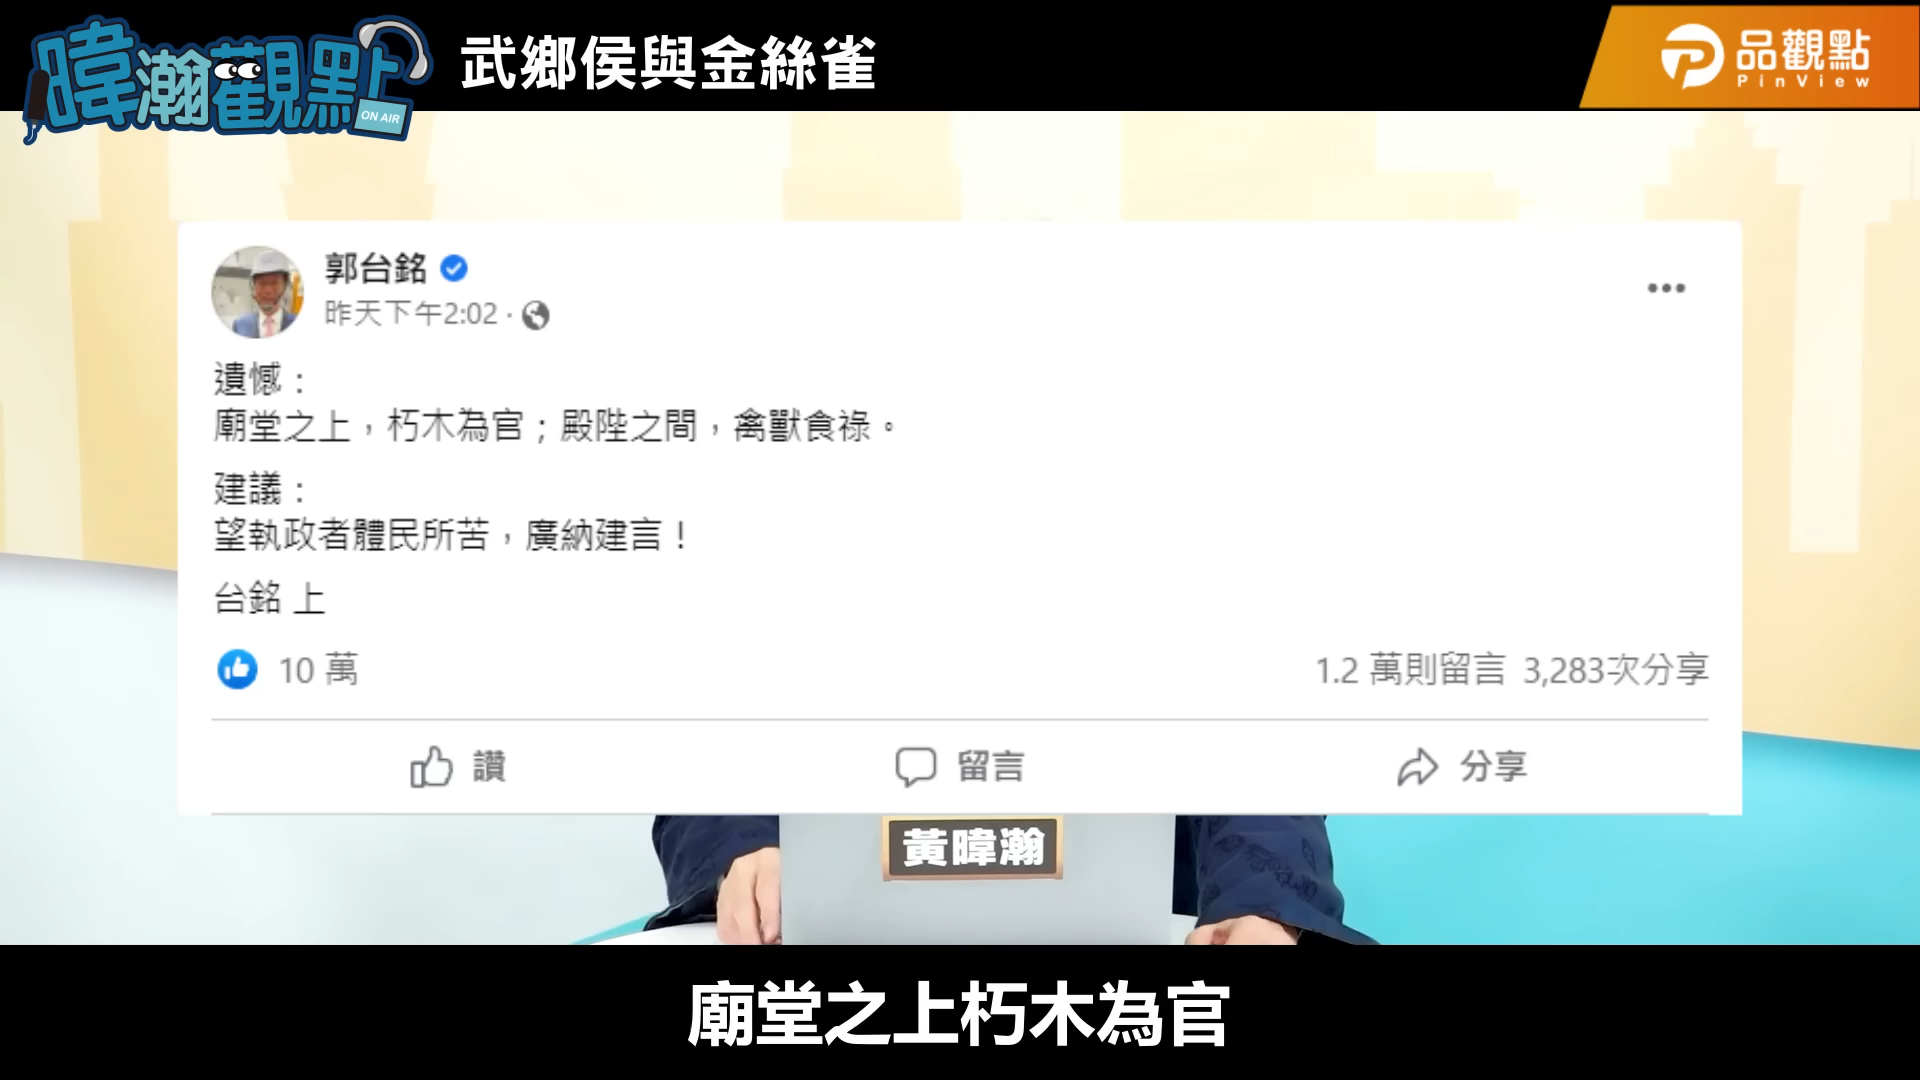 暐瀚觀點
ON AIR
武鄉侯與金絲雀
品觀點
PinView
郭台銘
昨天下午2:02 ·
遺憾：
廟堂之上，朽木為官；殿陛之間，禽獸食祿。
建議：
望執政者體民所苦，廣納建言！
台銘 上
10 萬
1.2 萬則留言 3,283次分享
讚
留言
分享
黃暐瀚
廟堂之上朽木為官